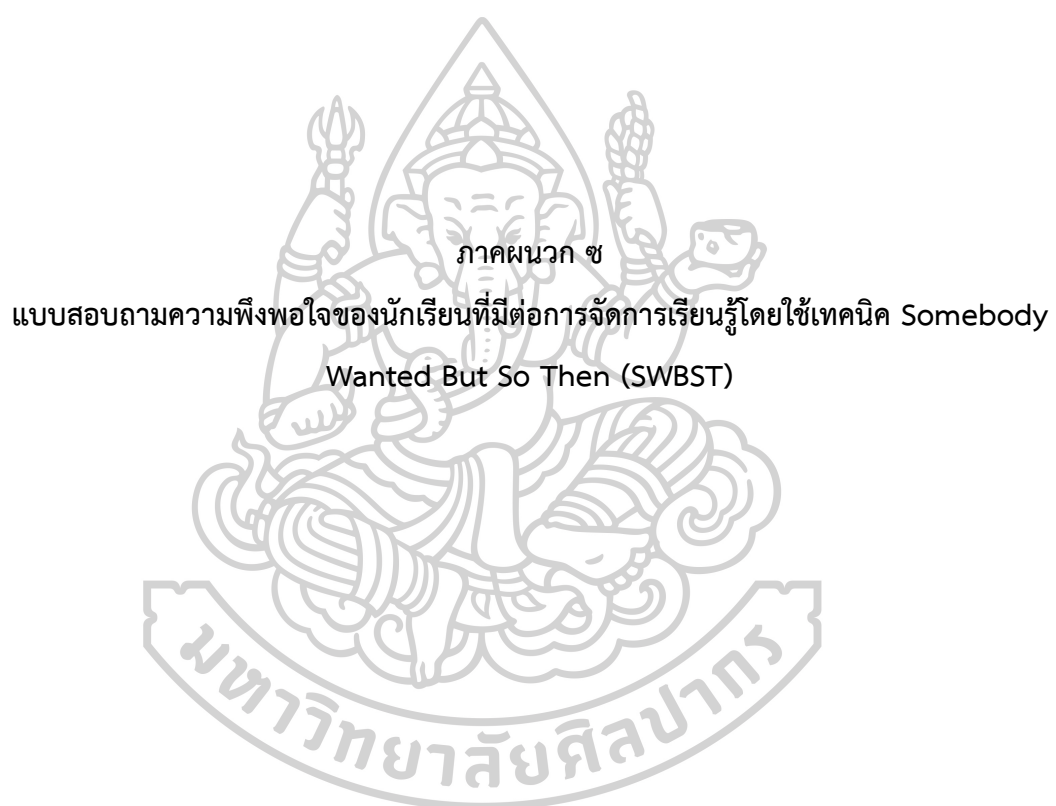 ภาคผนวก ซ
แบบสอบถามความพึงพอใจของนักเรียนที่มีต่อการจัดการเรียนรู้โดยใช้เทคนิค Somebody
Wanted But So Then (SWBST)
มหาวิทยาลัยศิลปากร